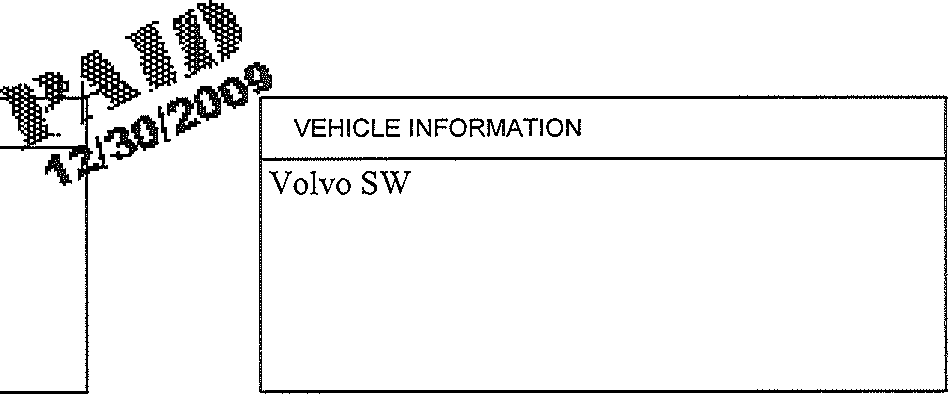 PAID
12/30/2009
VEHICLE INFORMATION
Volvo SW